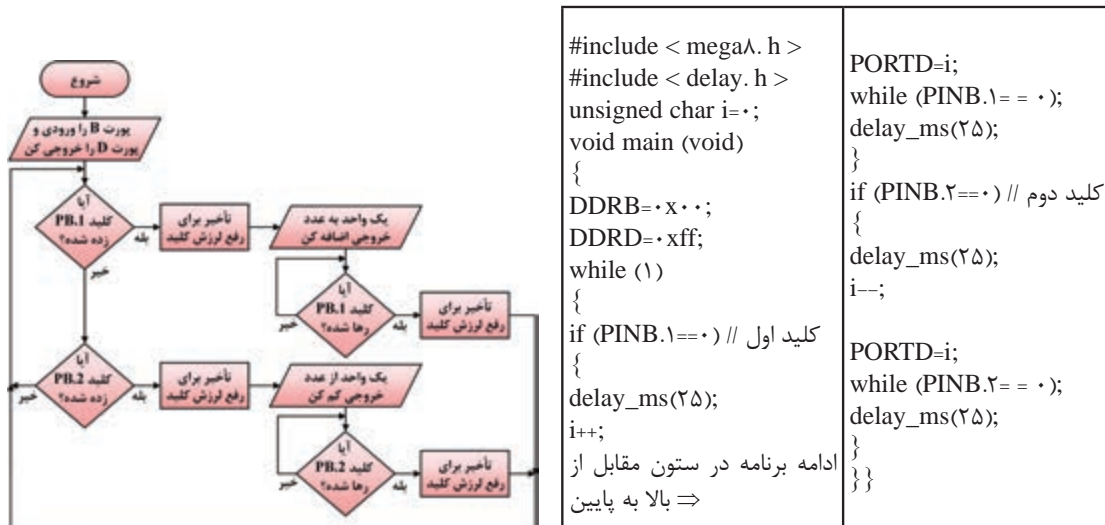 شروع
پورت B را ورودی و
پورت D را خروجی کن
آیا
کلید PB.1
زده شده؟
بله
خیر
تأخیر برای
رفع لرزش کلید
یک واحد به عدد
خروجی اضافه کن
آیا
کلید PB.1
رها شده؟
خیر
بله
تأخیر برای
رفع لرزش کلید
آیا
کلید PB.2
زده شده؟
خیر
بله
تأخیر برای
رفع لرزش کلید
یک واحد از عدد
خروجی کم کن
آیا
کلید PB.2
رها شده؟
خیر
بله
تأخیر برای
رفع لرزش کلید
#include < mega۸. h >
#include < delay. h >
unsigned char i=۰;
void main (void)
{
DDRB=۰x۰۰;
DDRD=۰xff;
while (۱)
{
if (PINB.۱==۰) // کلید اول
{
delay_ms(۲۵);
i++;
ادامه برنامه در ستون مقابل از
بالا به پایین ⇒
PORTD=i;
while (PINB.۱= = ۰);
delay_ms(۲۵);
}
if (PINB.۲==۰) // کلید دوم
{
delay_ms(۲۵);
i--;
PORTD=i;
while (PINB.۲= = ۰);
delay_ms(۲۵);
}
}}